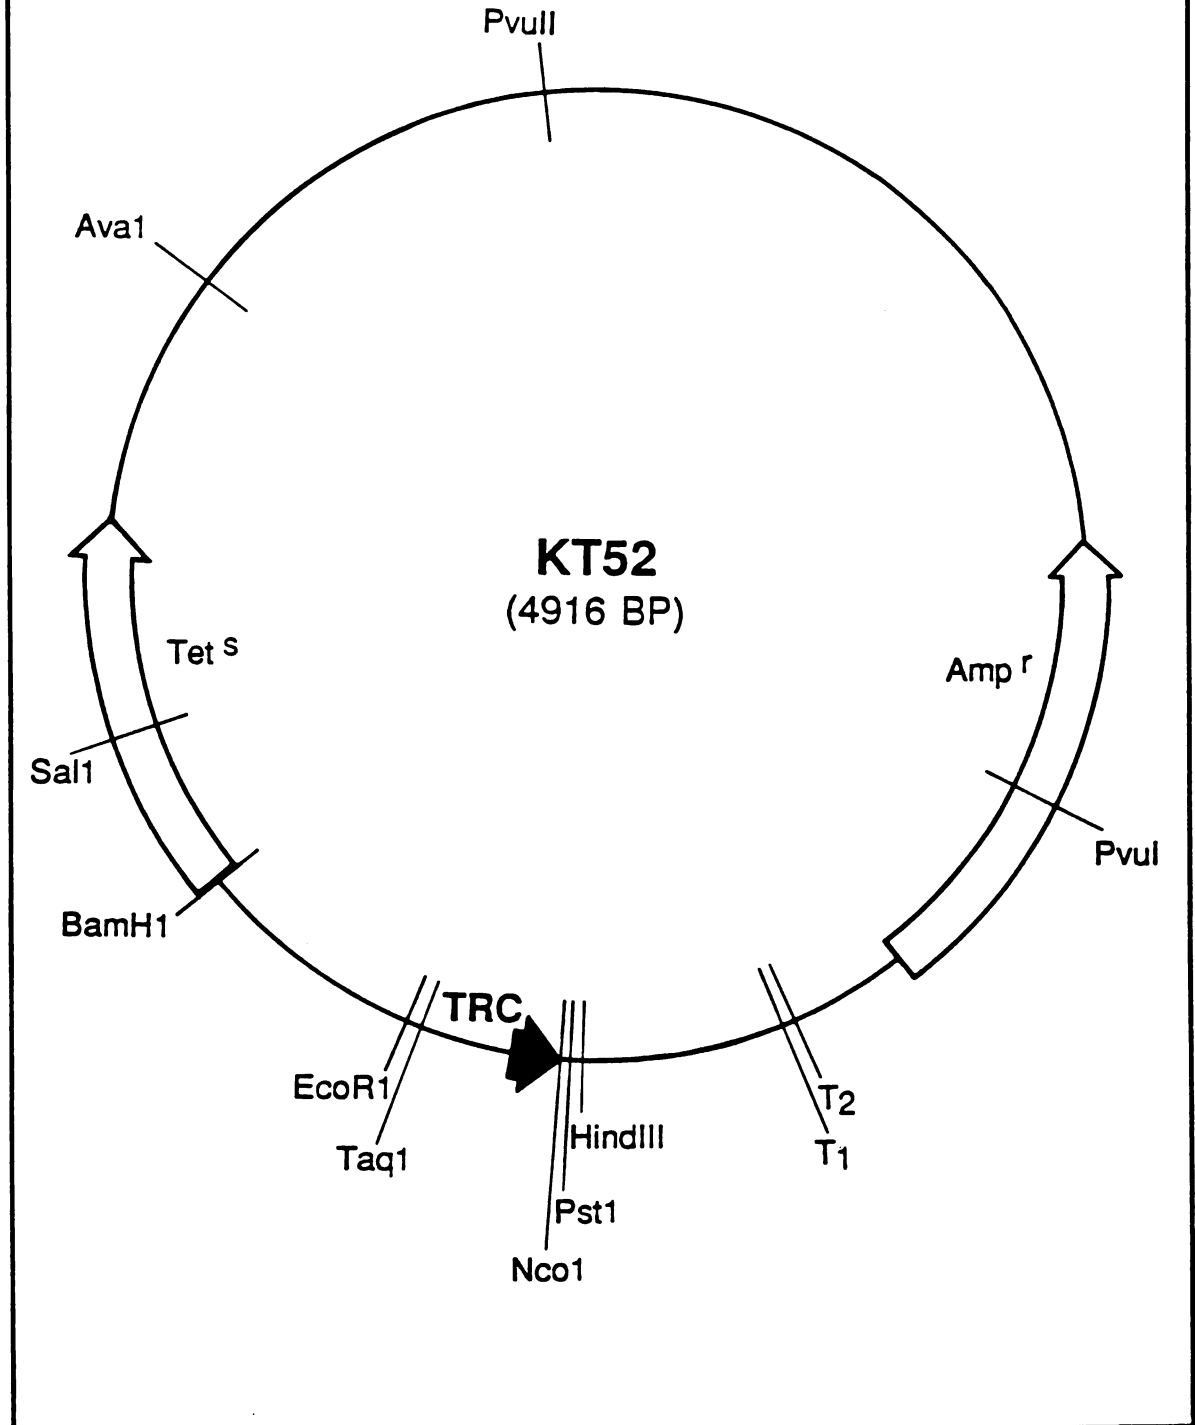 PvuII
Ava1
KT52
(4916 BP)
Tet s
Amp r
Sal1
PvuI
BamH1
TRC
EcoR1
T2
HindIII
T1
Taq1
Pst1
Nco1